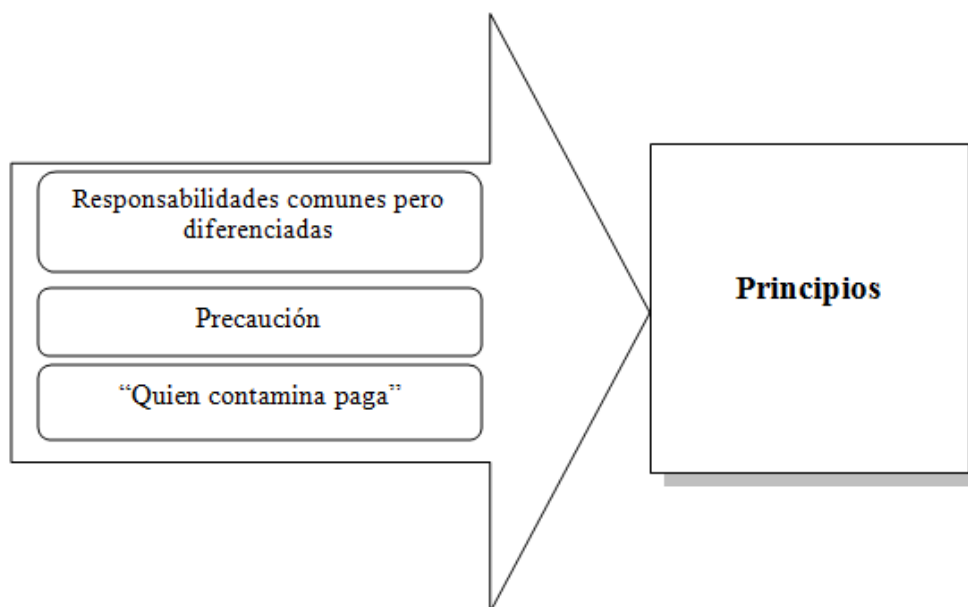 Responsabilidades comunes pero
diferenciadas
Precaución
“Quien contamina paga”
Principios